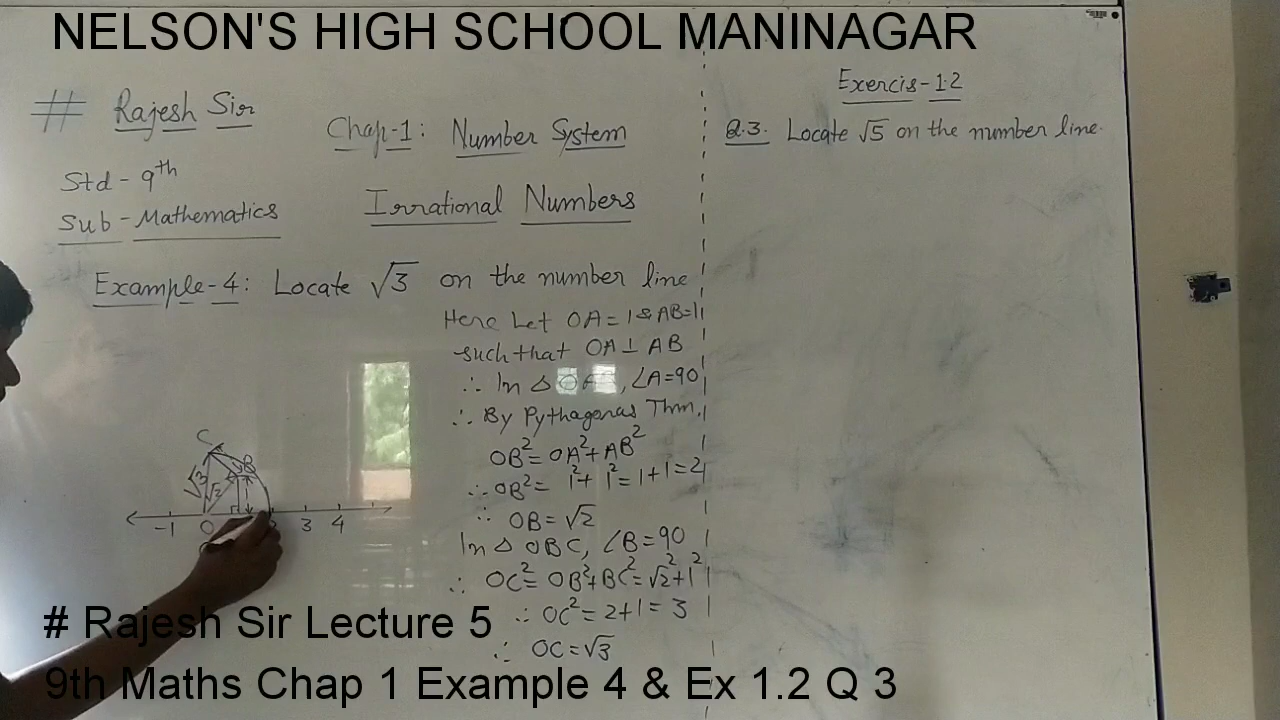 NELSON'S HIGH SCHOOL MANINAGAR
# Rajesh Sir
Chap-1: Number System
Std - 9th
Sub - Mathematics
Irrational Numbers
Example-4: Locate √3 on the number line
Here Let OA = 1 & AB=1
such that OA ⊥ AB
∴ In △ OAB, ∠A=90
∴ By Pythagoras Thm,
OB²= OA²+AB²
∴ OB²= 1²+ 1²=1+1=2
∴ OB=√2
In △ OBC, ∠B=90
∴ OC²= OB²+BC²=√2²+1²
∴ OC²=2+1=3
∴ OC=√3
C
B
√3
√2
-1 0 2 3 4
Exercis-1.2
Q.3. Locate √5 on the number line.
# Rajesh Sir Lecture 5
9th Maths Chap 1 Example 4 & Ex 1.2 Q 3